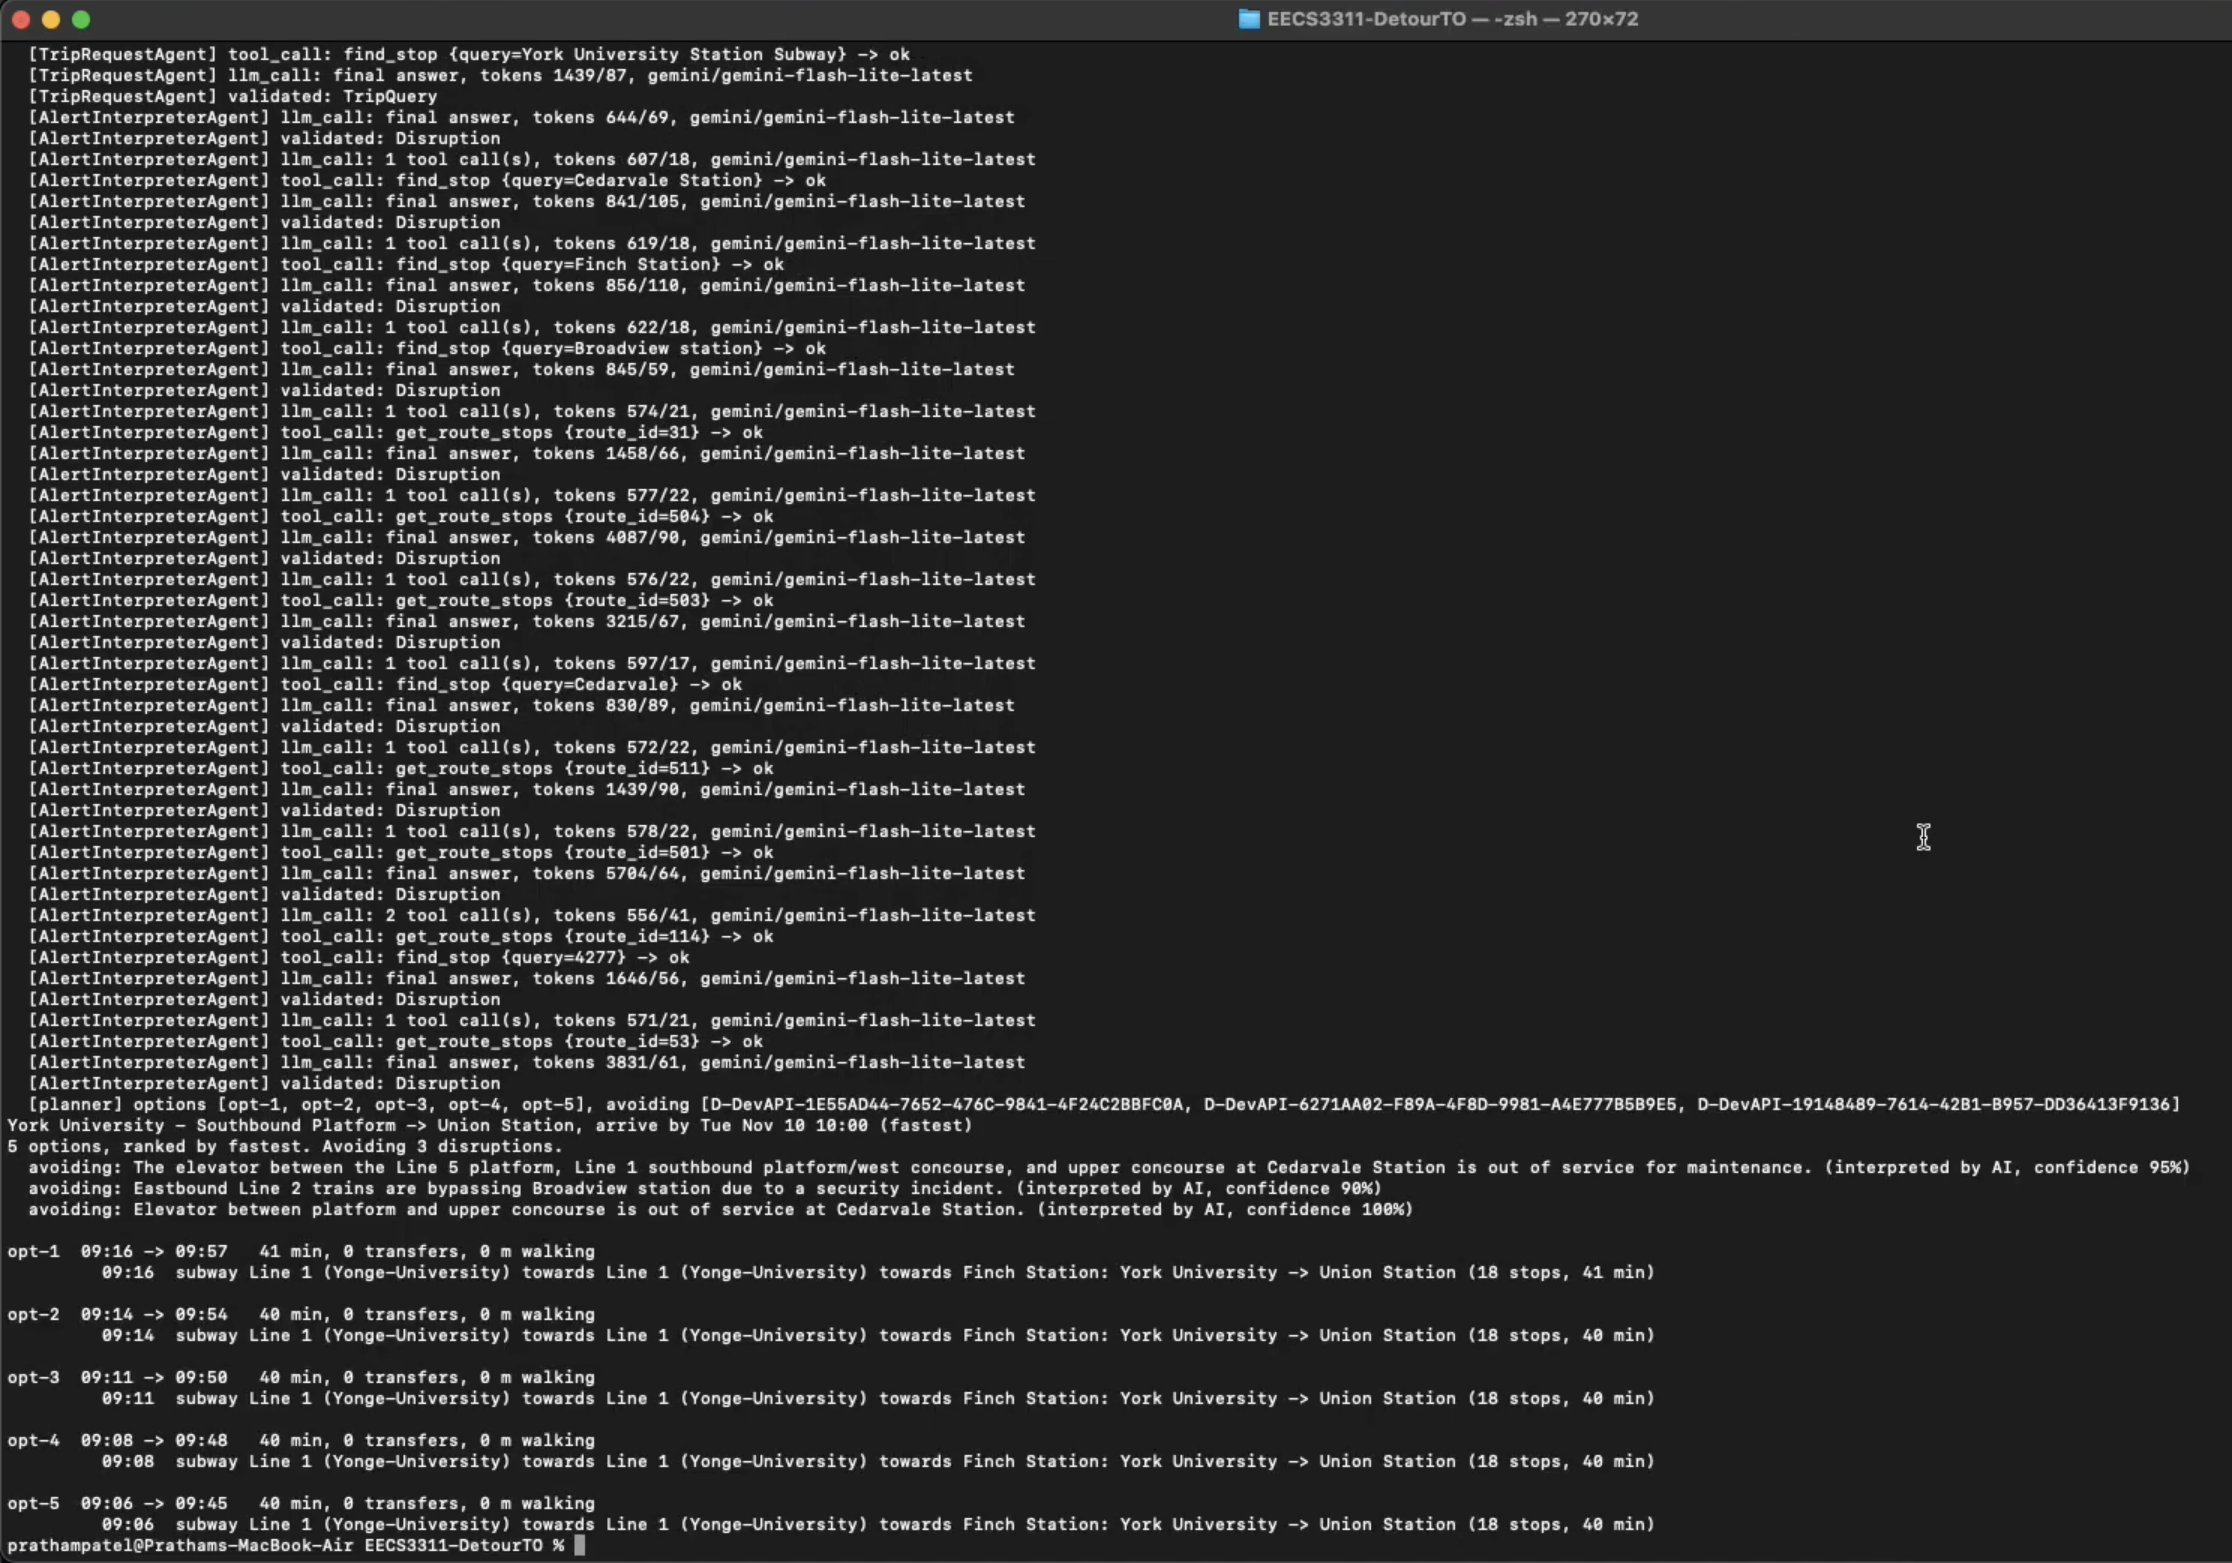 EECS3311-DetourTO — -zsh — 270×72
[TripRequestAgent] tool_call: find_stop {query=York University Station Subway} -> ok
[TripRequestAgent] llm_call: final answer, tokens 1439/87, gemini/gemini-flash-lite-latest
[TripRequestAgent] validated: TripQuery
[AlertInterpreterAgent] llm_call: final answer, tokens 644/69, gemini/gemini-flash-lite-latest
[AlertInterpreterAgent] validated: Disruption
[AlertInterpreterAgent] llm_call: 1 tool call(s), tokens 607/18, gemini/gemini-flash-lite-latest
[AlertInterpreterAgent] tool_call: find_stop {query=Cedarvale Station} -> ok
[AlertInterpreterAgent] llm_call: final answer, tokens 841/105, gemini/gemini-flash-lite-latest
[AlertInterpreterAgent] validated: Disruption
[AlertInterpreterAgent] llm_call: 1 tool call(s), tokens 619/18, gemini/gemini-flash-lite-latest
[AlertInterpreterAgent] tool_call: find_stop {query=Finch Station} -> ok
[AlertInterpreterAgent] llm_call: final answer, tokens 856/110, gemini/gemini-flash-lite-latest
[AlertInterpreterAgent] validated: Disruption
[AlertInterpreterAgent] llm_call: 1 tool call(s), tokens 622/18, gemini/gemini-flash-lite-latest
[AlertInterpreterAgent] tool_call: find_stop {query=Broadview station} -> ok
[AlertInterpreterAgent] llm_call: final answer, tokens 845/59, gemini/gemini-flash-lite-latest
[AlertInterpreterAgent] validated: Disruption
[AlertInterpreterAgent] llm_call: 1 tool call(s), tokens 574/21, gemini/gemini-flash-lite-latest
[AlertInterpreterAgent] tool_call: get_route_stops {route_id=31} -> ok
[AlertInterpreterAgent] llm_call: final answer, tokens 1458/66, gemini/gemini-flash-lite-latest
[AlertInterpreterAgent] validated: Disruption
[AlertInterpreterAgent] llm_call: 1 tool call(s), tokens 577/22, gemini/gemini-flash-lite-latest
[AlertInterpreterAgent] tool_call: get_route_stops {route_id=504} -> ok
[AlertInterpreterAgent] llm_call: final answer, tokens 4087/90, gemini/gemini-flash-lite-latest
[AlertInterpreterAgent] validated: Disruption
[AlertInterpreterAgent] llm_call: 1 tool call(s), tokens 576/22, gemini/gemini-flash-lite-latest
[AlertInterpreterAgent] tool_call: get_route_stops {route_id=503} -> ok
[AlertInterpreterAgent] llm_call: final answer, tokens 3215/67, gemini/gemini-flash-lite-latest
[AlertInterpreterAgent] validated: Disruption
[AlertInterpreterAgent] llm_call: 1 tool call(s), tokens 597/17, gemini/gemini-flash-lite-latest
[AlertInterpreterAgent] tool_call: find_stop {query=Cedarvale} -> ok
[AlertInterpreterAgent] llm_call: final answer, tokens 830/89, gemini/gemini-flash-lite-latest
[AlertInterpreterAgent] validated: Disruption
[AlertInterpreterAgent] llm_call: 1 tool call(s), tokens 572/22, gemini/gemini-flash-lite-latest
[AlertInterpreterAgent] tool_call: get_route_stops {route_id=511} -> ok
[AlertInterpreterAgent] llm_call: final answer, tokens 1439/90, gemini/gemini-flash-lite-latest
[AlertInterpreterAgent] validated: Disruption
[AlertInterpreterAgent] llm_call: 1 tool call(s), tokens 578/22, gemini/gemini-flash-lite-latest
[AlertInterpreterAgent] tool_call: get_route_stops {route_id=501} -> ok
[AlertInterpreterAgent] llm_call: final answer, tokens 5704/64, gemini/gemini-flash-lite-latest
[AlertInterpreterAgent] validated: Disruption
[AlertInterpreterAgent] llm_call: 2 tool call(s), tokens 556/41, gemini/gemini-flash-lite-latest
[AlertInterpreterAgent] tool_call: get_route_stops {route_id=114} -> ok
[AlertInterpreterAgent] tool_call: find_stop {query=4277} -> ok
[AlertInterpreterAgent] llm_call: final answer, tokens 1646/56, gemini/gemini-flash-lite-latest
[AlertInterpreterAgent] validated: Disruption
[AlertInterpreterAgent] llm_call: 1 tool call(s), tokens 571/21, gemini/gemini-flash-lite-latest
[AlertInterpreterAgent] tool_call: get_route_stops {route_id=53} -> ok
[AlertInterpreterAgent] llm_call: final answer, tokens 3831/61, gemini/gemini-flash-lite-latest
[AlertInterpreterAgent] validated: Disruption
[planner] options [opt-1, opt-2, opt-3, opt-4, opt-5], avoiding [D-DevAPI-1E55AD44-7652-476C-9841-4F24C2BBFC0A, D-DevAPI-6271AA02-F89A-4F8D-9981-A4E777B5B9E5, D-DevAPI-19148489-7614-42B1-B957-DD36413F9136]
York University - Southbound Platform -> Union Station, arrive by Tue Nov 10 10:00 (fastest)
5 options, ranked by fastest. Avoiding 3 disruptions.
avoiding: The elevator between the Line 5 platform, Line 1 southbound platform/west concourse, and upper concourse at Cedarvale Station is out of service for maintenance. (interpreted by AI, confidence 95%)
avoiding: Eastbound Line 2 trains are bypassing Broadview station due to a security incident. (interpreted by AI, confidence 90%)
avoiding: Elevator between platform and upper concourse is out of service at Cedarvale Station. (interpreted by AI, confidence 100%)
opt-1 09:16 -> 09:57 41 min, 0 transfers, 0 m walking
09:16 subway Line 1 (Yonge-University) towards Line 1 (Yonge-University) towards Finch Station: York University -> Union Station (18 stops, 41 min)
opt-2 09:14 -> 09:54 40 min, 0 transfers, 0 m walking
09:14 subway Line 1 (Yonge-University) towards Line 1 (Yonge-University) towards Finch Station: York University -> Union Station (18 stops, 40 min)
opt-3 09:11 -> 09:50 40 min, 0 transfers, 0 m walking
09:11 subway Line 1 (Yonge-University) towards Line 1 (Yonge-University) towards Finch Station: York University -> Union Station (18 stops, 40 min)
opt-4 09:08 -> 09:48 40 min, 0 transfers, 0 m walking
09:08 subway Line 1 (Yonge-University) towards Line 1 (Yonge-University) towards Finch Station: York University -> Union Station (18 stops, 40 min)
opt-5 09:06 -> 09:45 40 min, 0 transfers, 0 m walking
09:06 subway Line 1 (Yonge-University) towards Line 1 (Yonge-University) towards Finch Station: York University -> Union Station (18 stops, 40 min)
prathampatel@Prathams-MacBook-Air EECS3311-DetourTO %